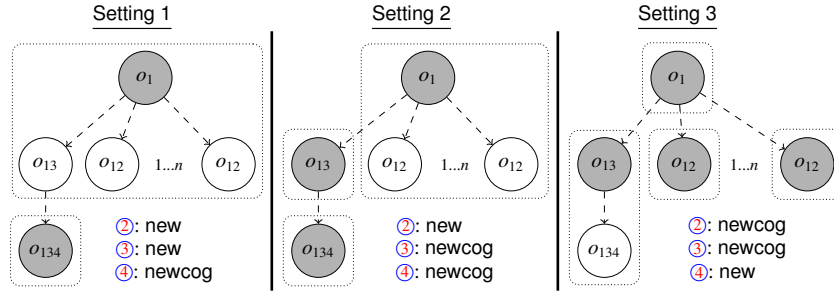 Setting 1
o1
o13 o12 1...n o12
o134
②: new
③: new
④: newcog
Setting 2
o1
o13 o12 1...n o12
o134
②: new
③: newcog
④: newcog
Setting 3
o1
o13 o12 1...n o12
o134
②: newcog
③: newcog
④: new